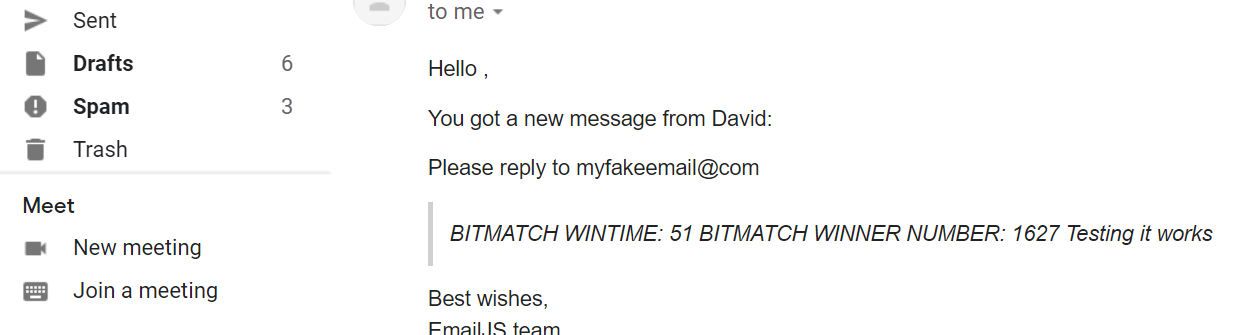 Sent
Drafts 6
Spam 3
Trash
Meet
New meeting
Join a meeting
to me
Hello ,
You got a new message from David:
Please reply to myfakeemail@com
BITMATCH WINTIME: 51 BITMATCH WINNER NUMBER: 1627 Testing it works
Best wishes,
EmailJS team